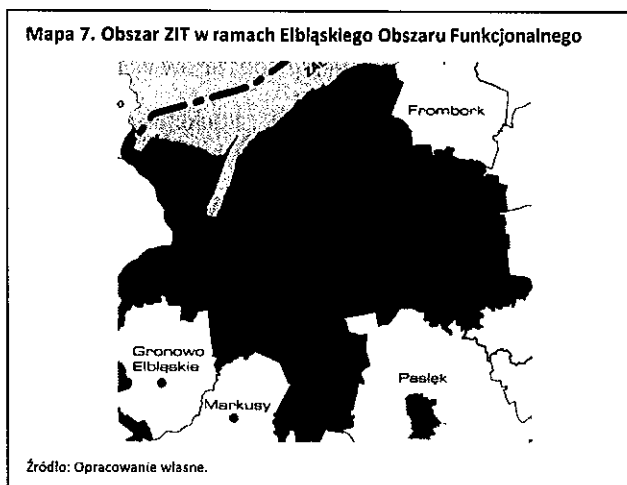 Mapa 7. Obszar ZIT w ramach Elbląskiego Obszaru Funkcjonalnego
Frombork
Gronowo
Elbląskie
Markusy
Pasłęk
Źródło: Opracowanie własne.